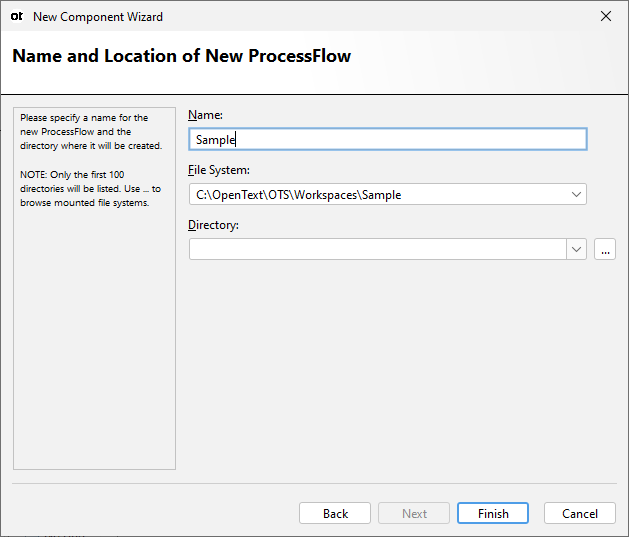 ot New Component Wizard
Name and Location of New ProcessFlow
Please specify a name for the
new ProcessFlow and the
directory where it will be created.
NOTE: Only the first 100
directories will be listed. Use ... to
browse mounted file systems.
Name:
Sample
File System:
C:\OpenText\OTS\Workspaces\Sample
Directory:
...
Back Next Finish Cancel